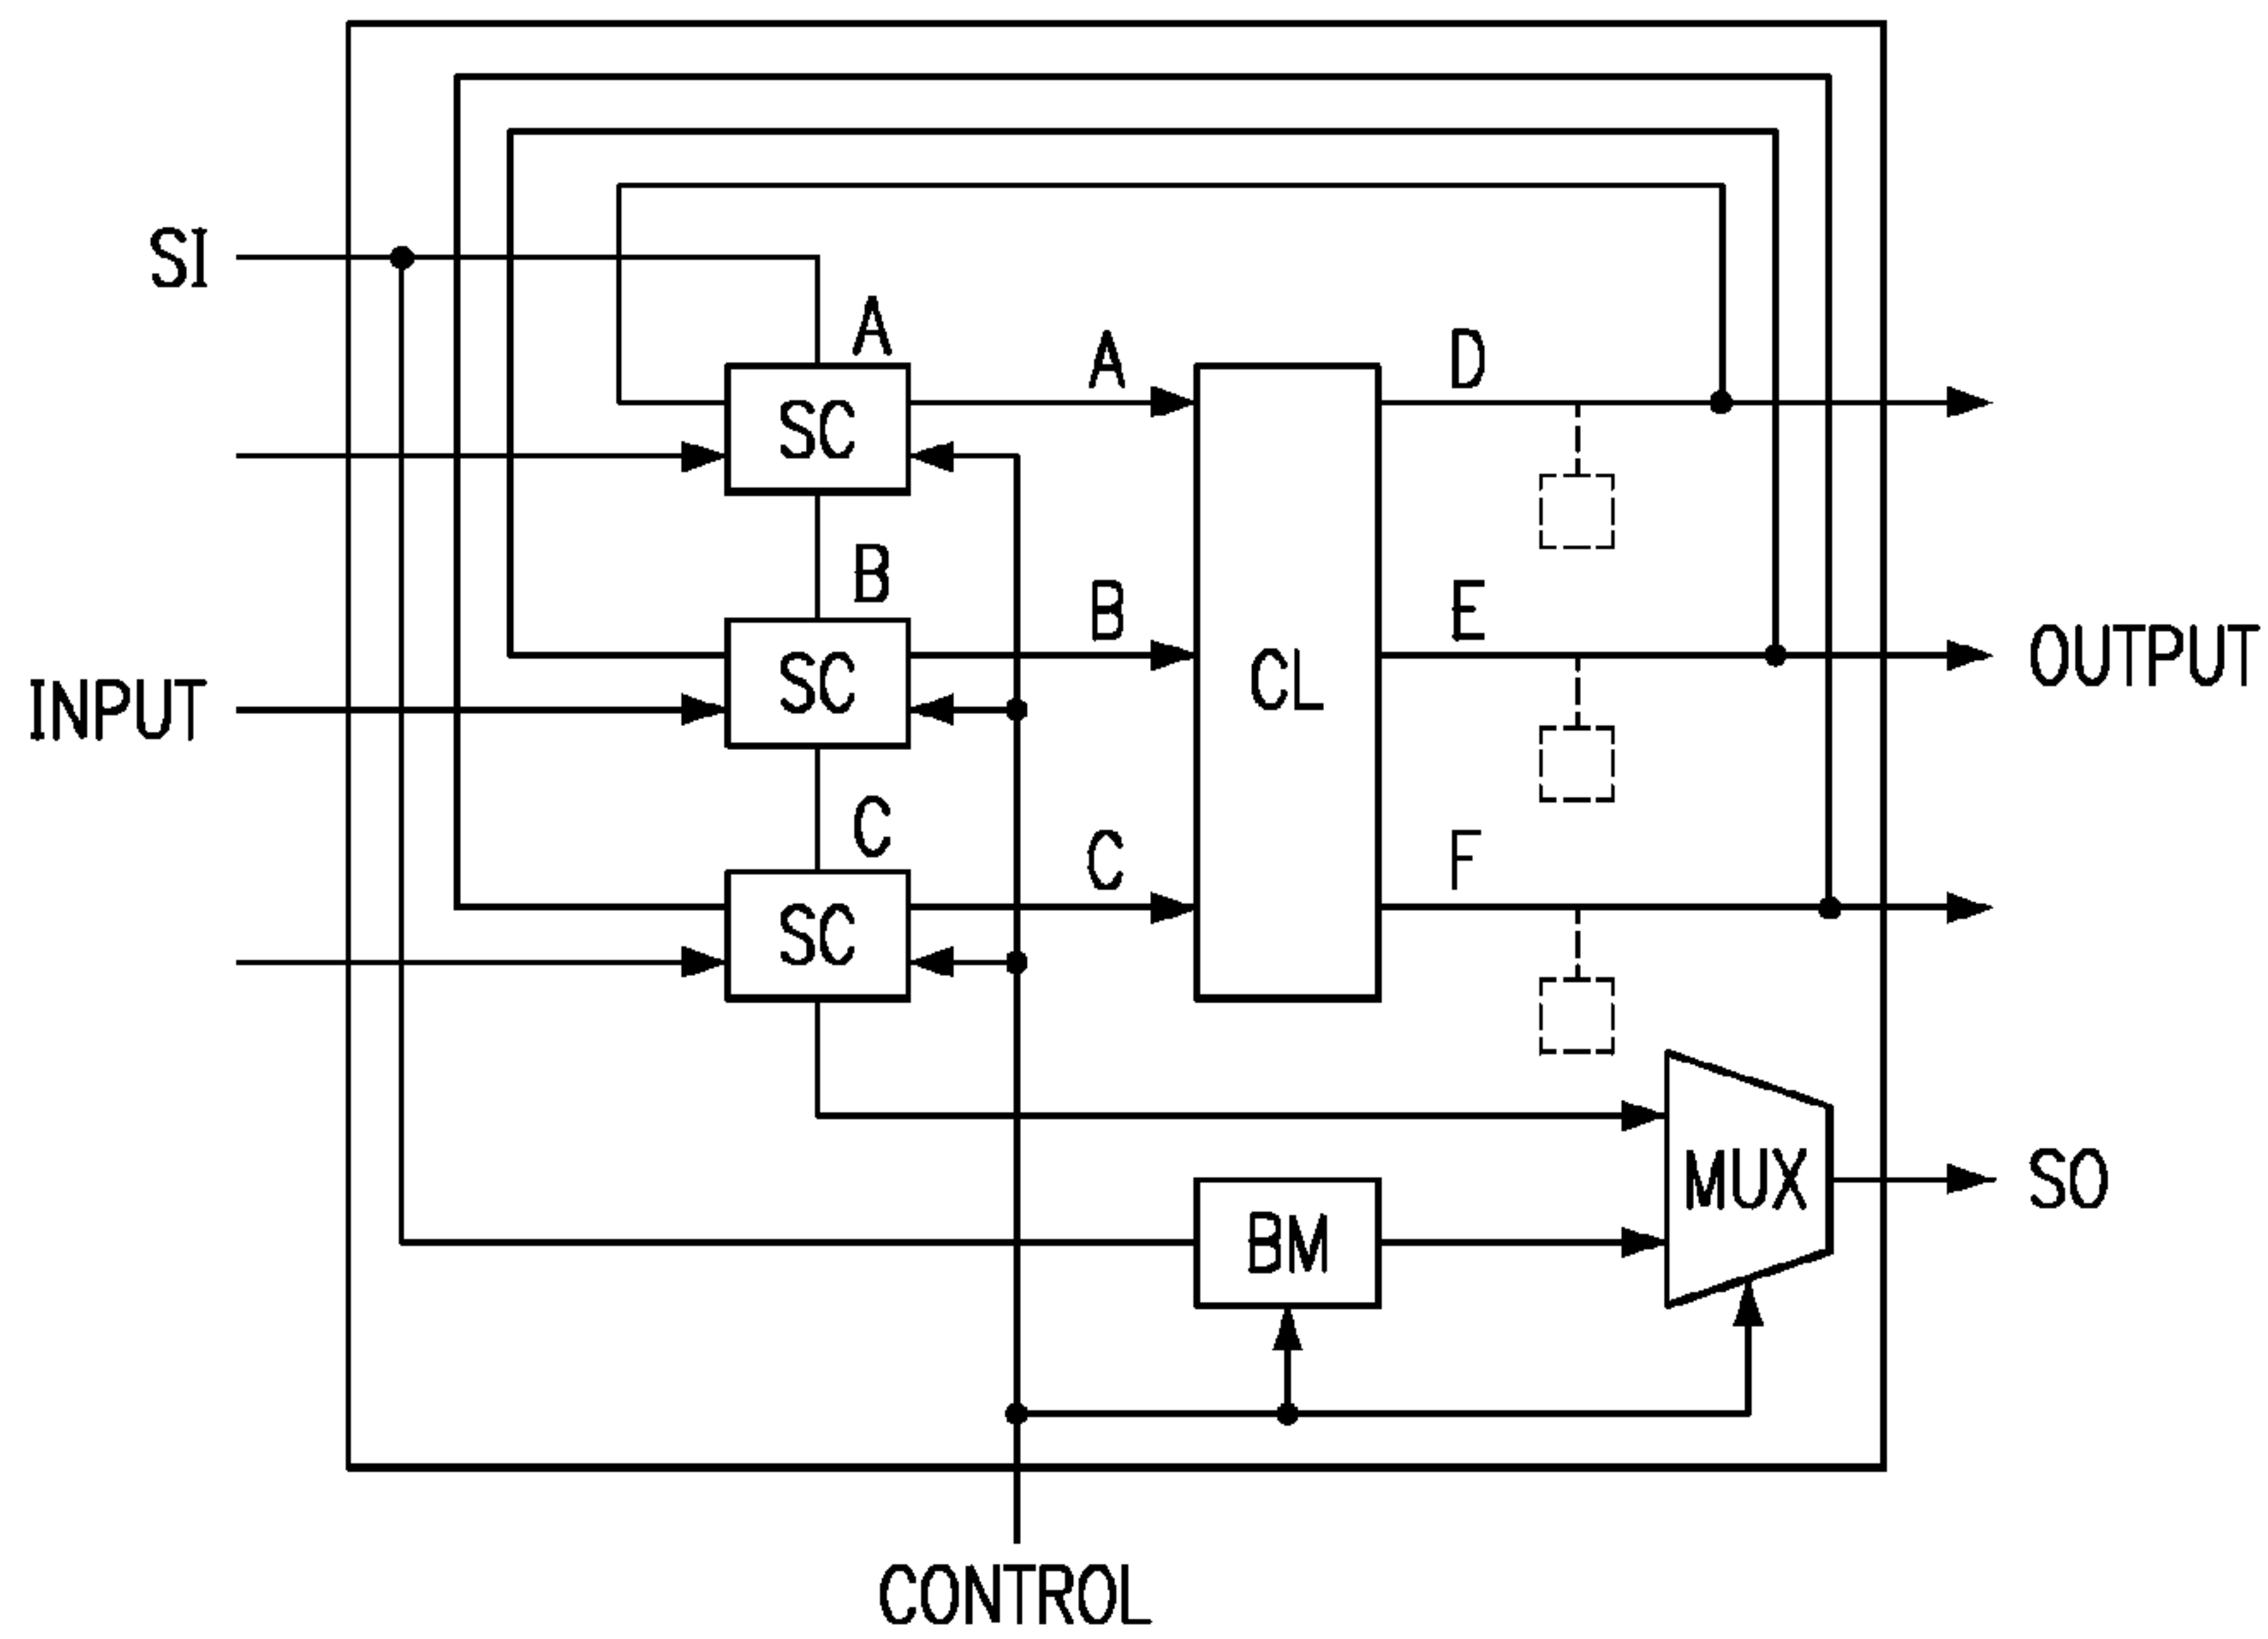 SI
A
A
D
SC
B
B
E
SC
CL
INPUT
OUTPUT
C
C
F
SC
MUX
SO
BM
CONTROL